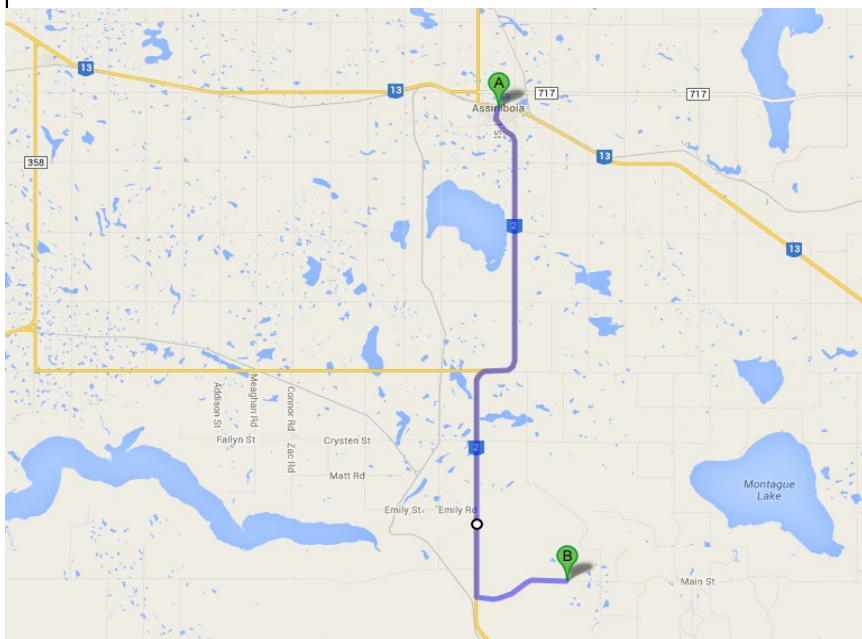 A
13
13
717
717
Assiniboia
St
13
358
2
13
Addison St
Meaghan Rd
Connor Rd
Zac Rd
Fallyn St
Crysten St
Matt Rd
2
Montague
Lake
Emily St
Emily Rd
B
Main St